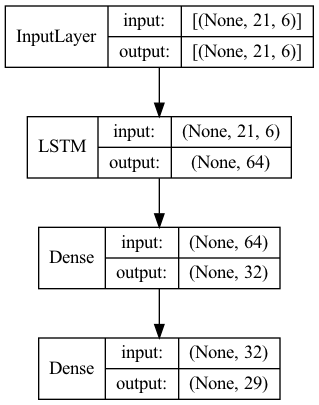 InputLayer
input: [(None, 21, 6)]
output: [(None, 21, 6)]
LSTM
input: (None, 21, 6)
output: (None, 64)
Dense
input: (None, 64)
output: (None, 32)
Dense
input: (None, 32)
output: (None, 29)